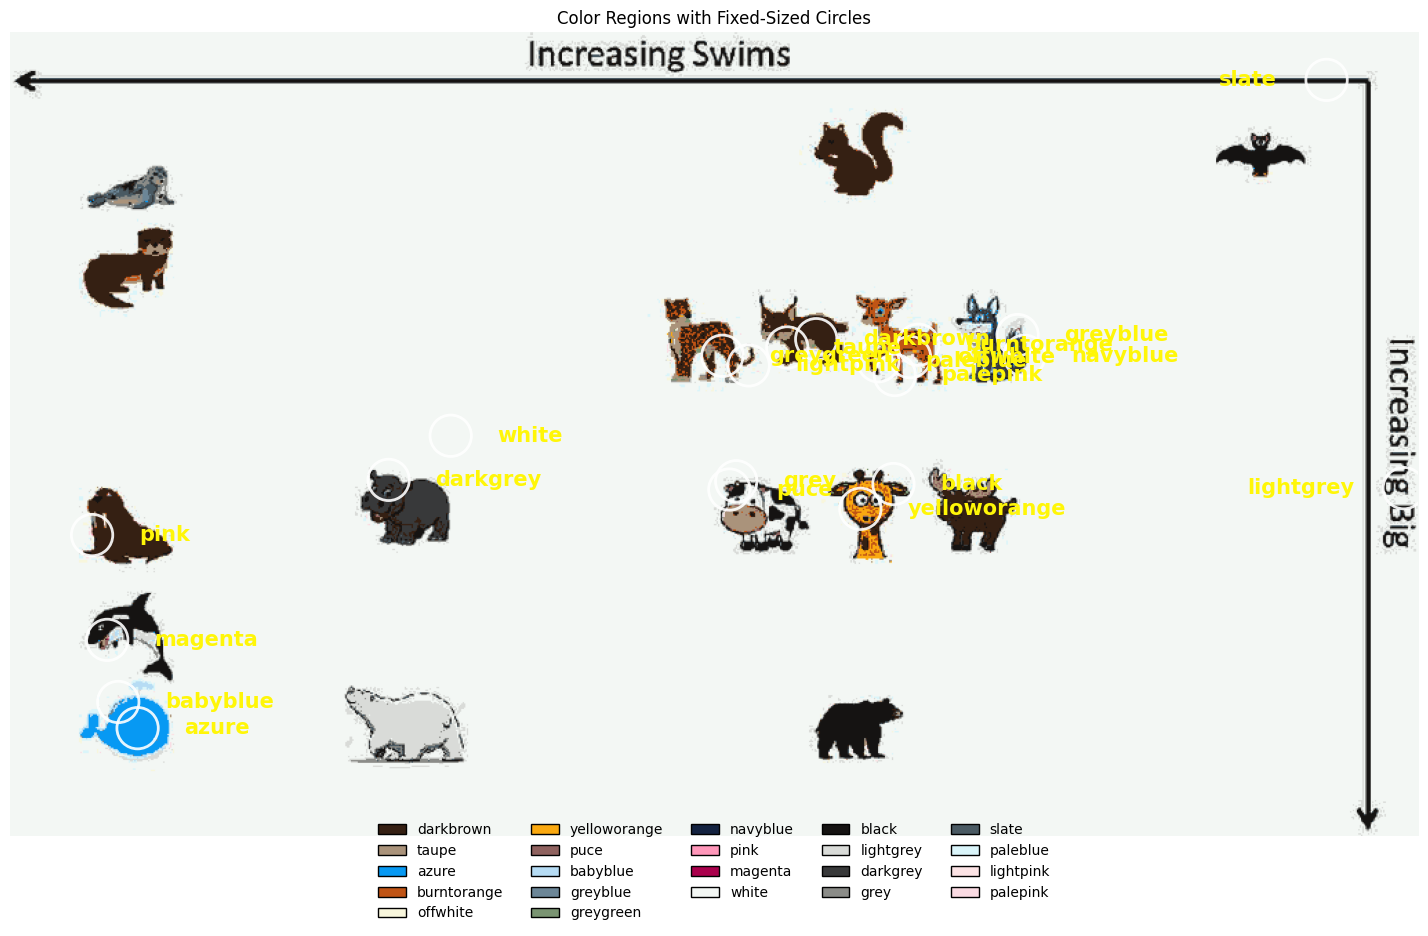 Color Regions with Fixed-Sized Circles
Increasing Swims
slate
greyblue
darkbrown
burntorange
taupe
greygreen
offwhite
navyblue
paleblue
lightpink
palepink
white
darkgrey
grey
black
lightgrey
puce
yelloworange
pink
magenta
babyblue
azure
Increasing Big
darkbrown
taupe
azure
burntorange
offwhite
yelloworange
puce
babyblue
greyblue
greygreen
navyblue
pink
magenta
white
black
lightgrey
darkgrey
grey
slate
paleblue
lightpink
palepink